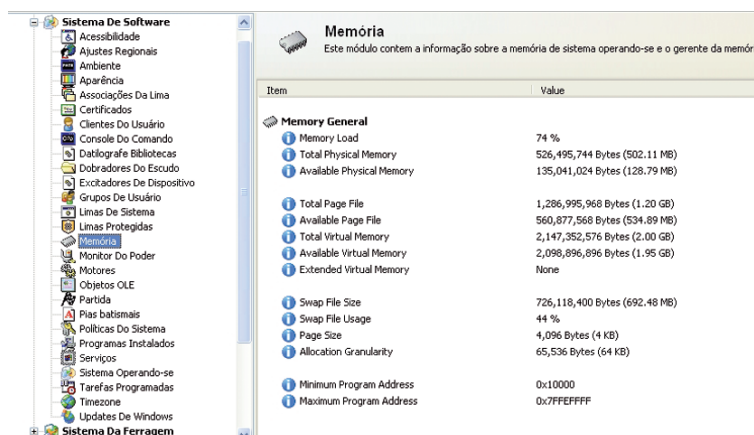 Sistema De Software
Acessibilidade
Ajustes Regionais
Ambiente
Aparência
Associações Da Lima
Certificados
Clientes Do Usuário
Console Do Comando
Datilografe Bibliotecas
Dobradores Do Escudo
Excitadores De Dispositivo
Grupos De Usuário
Limas De Sistema
Limas Protegidas
Memória
Monitor Do Poder
Motores
Objetos OLE
Partida
Pias batismais
Políticas Do Sistema
Programas Instalados
Serviços
Sistema Operando-se
Tarefas Programadas
Timezone
Updates De Windows
Sistema Da Ferragem
Memória
Este módulo contem a informação sobre a memória de sistema operando-se e o gerente da memór
Item Value
Memory General
Memory Load 74 %
Total Physical Memory 526,495,744 Bytes (502.11 MB)
Available Physical Memory 135,041,024 Bytes (128.79 MB)
Total Page File 1,286,995,968 Bytes (1.20 GB)
Available Page File 560,877,568 Bytes (534.89 MB)
Total Virtual Memory 2,147,352,576 Bytes (2.00 GB)
Available Virtual Memory 2,098,896,896 Bytes (1.95 GB)
Extended Virtual Memory None
Swap File Size 726,118,400 Bytes (692.48 MB)
Swap File Usage 44 %
Page Size 4,096 Bytes (4 KB)
Allocation Granularity 65,536 Bytes (64 KB)
Minimum Program Address 0x10000
Maximum Program Address 0x7FFEFFFF